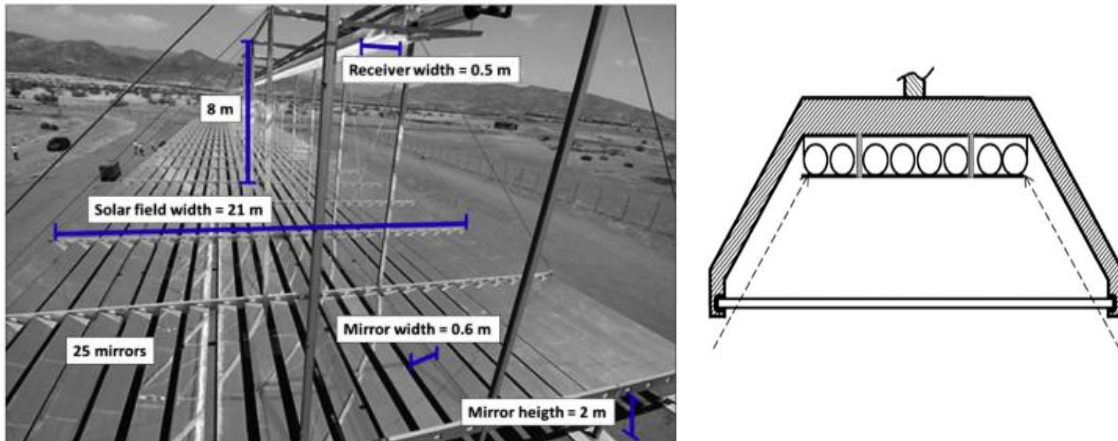 Receiver width = 0.5 m
8 m
Solar field width = 21 m
Mirror width = 0.6 m
25 mirrors
Mirror heigth = 2 m